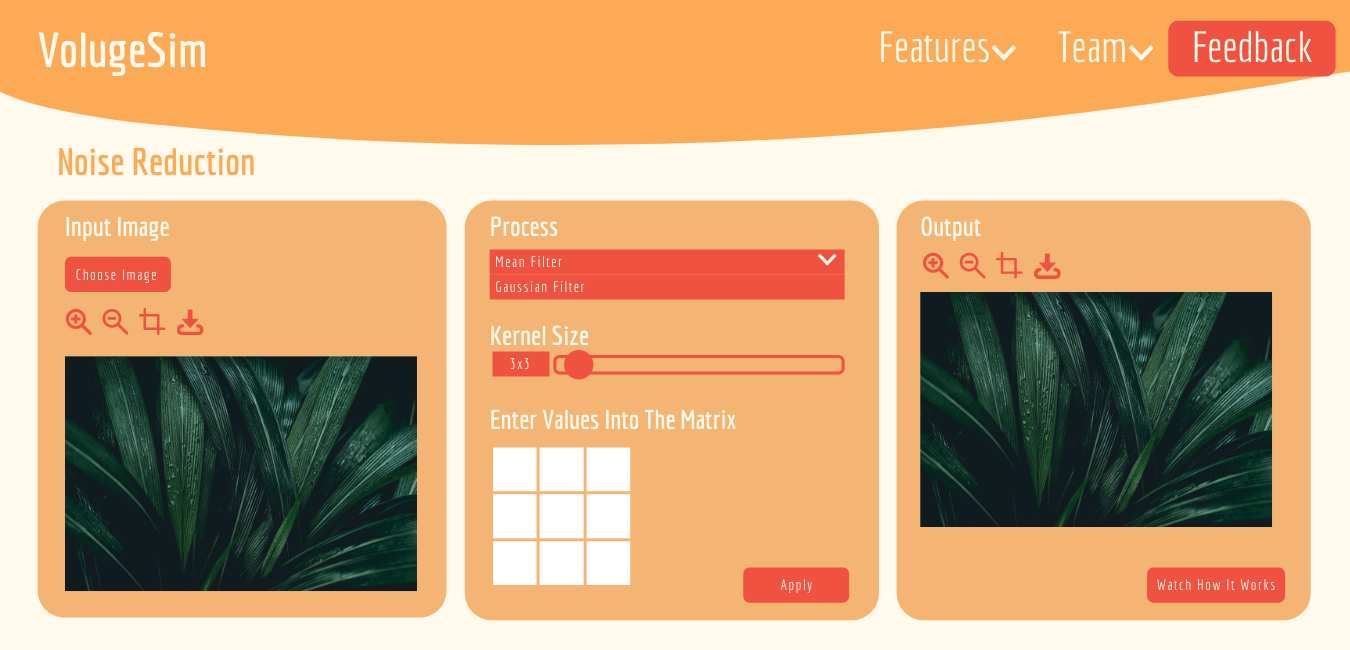 VolugeSim
Features
Team
Feedback
Noise Reduction
Input Image
Choose Image
Process
Mean Filter
Gaussian Filter
Kernel Size
3x3
Enter Values Into The Matrix
Apply
Output
Watch How It Works